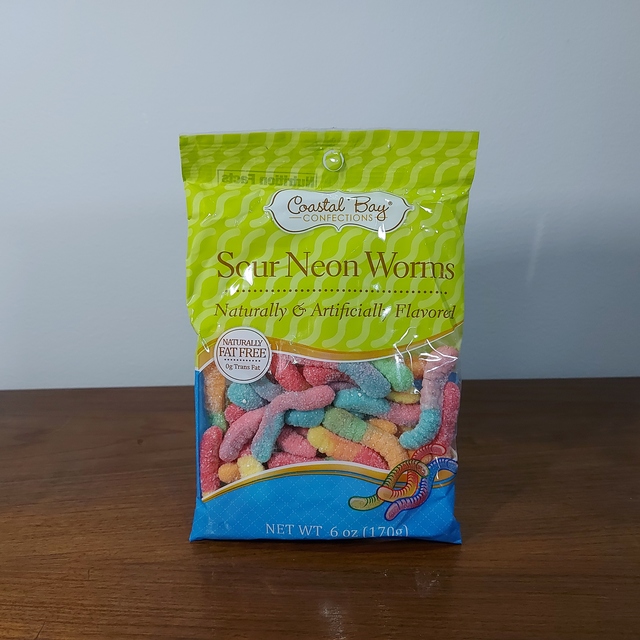 Nutrition Facts
Coastal Bay®
CONFECTIONS
Sour Neon Worms
Naturally & Artificially Flavored
NATURALLY
FAT FREE
0g Trans Fat
NET WT 6 oz (170g)